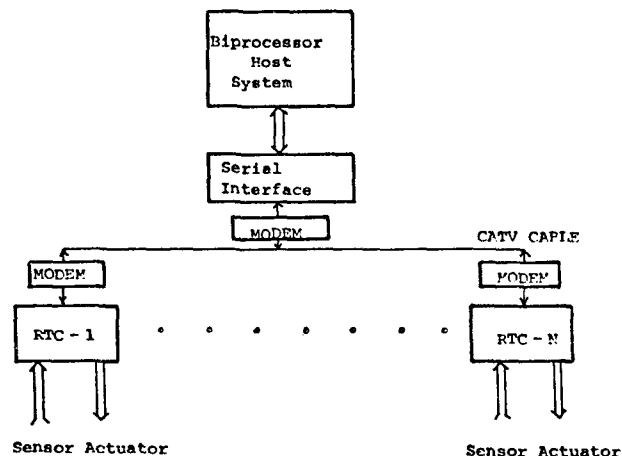 Biprocessor
Host
System
Serial
Interface
MODEM
CATV CAPLE
MODEM
MODEM
RTC - 1
RTC - N
Sensor Actuator
Sensor Actuator